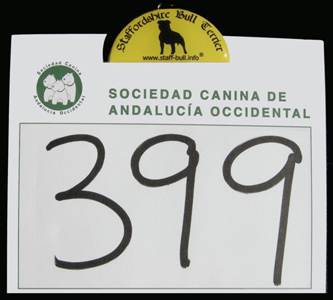 Staffordshire Bull Terrier
www.staff-bull.info®
Sociedad Canina
Andalucía Occidental
SOCIEDAD CANINA DE
ANDALUCÍA OCCIDENTAL
399